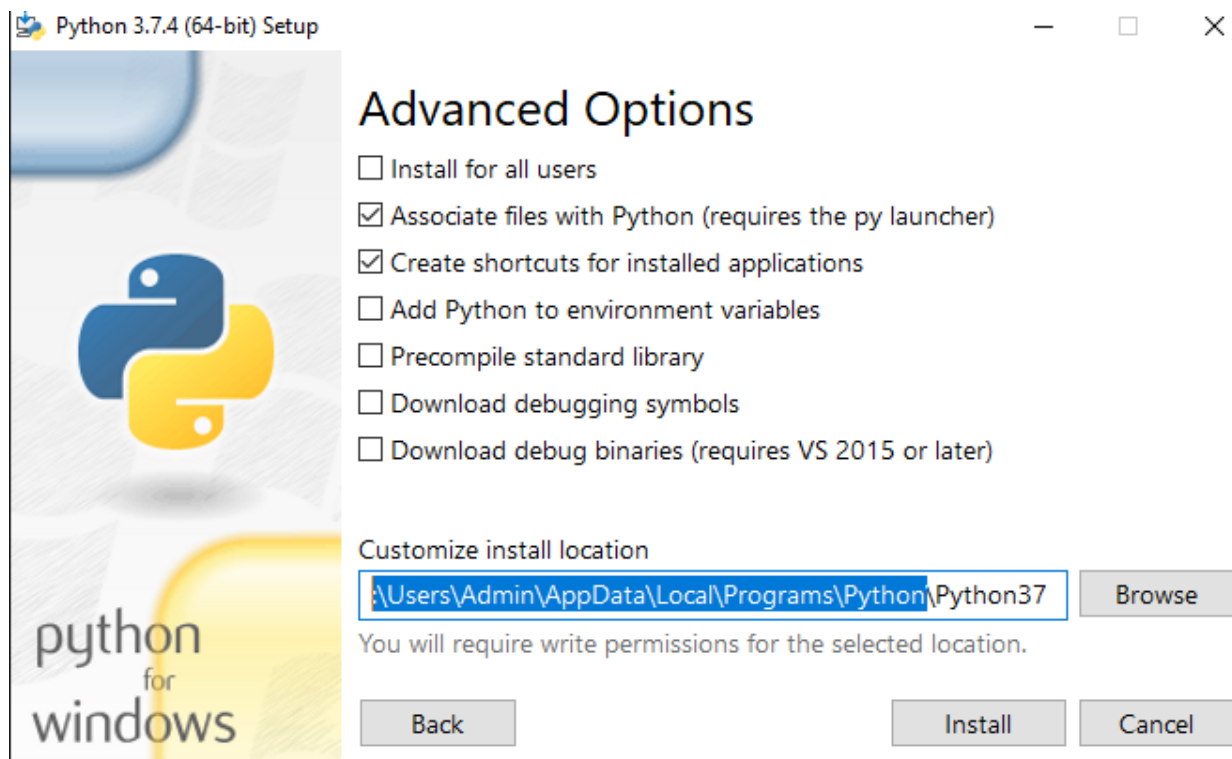 Python 3.7.4 (64-bit) Setup
Advanced Options
Install for all users
Associate files with Python (requires the py launcher)
Create shortcuts for installed applications
Add Python to environment variables
Precompile standard library
Download debugging symbols
Download debug binaries (requires VS 2015 or later)
Customize install location
:\Users\Admin\AppData\Local\Programs\Python\Python37
Browse
You will require write permissions for the selected location.
python
for
windows
Back
Install
Cancel